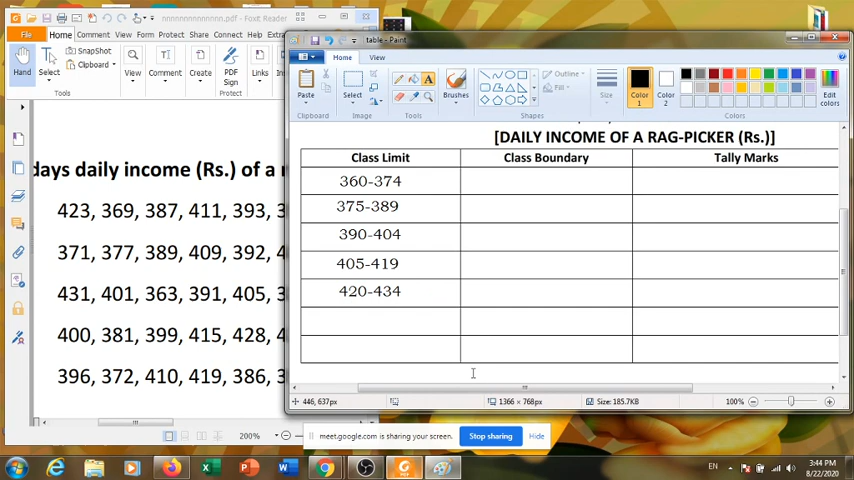 nnnnnnnnnnnnn.pdf - Foxit Reader
File Home Comment View Form Protect Share Connect Help Extra
Hand
Select
SnapShot
Clipboard
View
Comment
Create
PDF Sign
Links
Tools
Protect
days daily income (Rs.) of a
423, 369, 387, 411, 393,
371, 377, 389, 409, 392,
431, 401, 363, 391, 405,
400, 381, 399, 415, 428,
396, 372, 410, 419, 386,
200%
table - Paint
Home View
Paste
Select
A
Brushes
Outline
Fill
Size
Color 1
Color 2
Edit colors
Clipboard Image Tools Shapes Colors
[DAILY INCOME OF A RAG-PICKER (Rs.)]
Class Limit Class Boundary Tally Marks
360-374
375-389
390-404
405-419
420-434
446, 637px
1366 × 768px
Size: 185.7KB
100%
meet.google.com is sharing your screen. Stop sharing Hide
EN
3:44 PM
8/22/2020